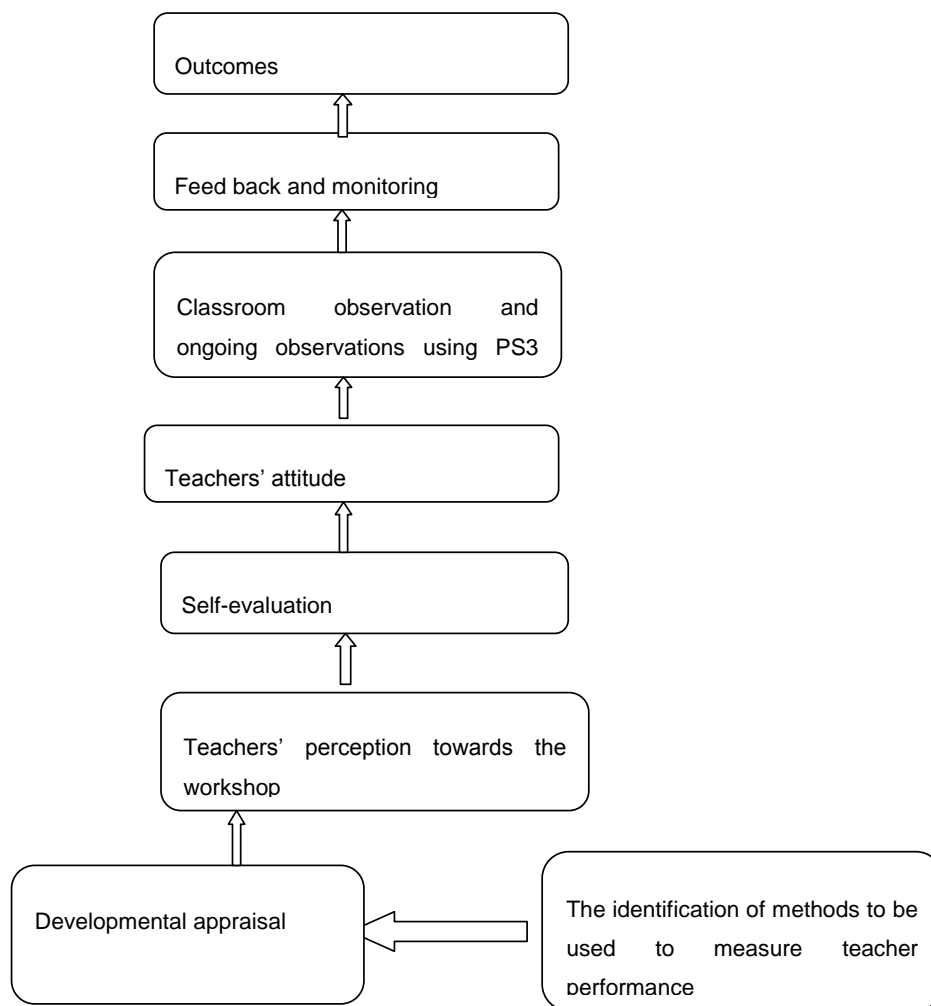 Outcomes
Feed back and monitoring
Classroom observation and
ongoing observations using PS3
Teachers’ attitude
Self-evaluation
Teachers’ perception towards the
workshop
Developmental appraisal
The identification of methods to be
used to measure teacher
performance